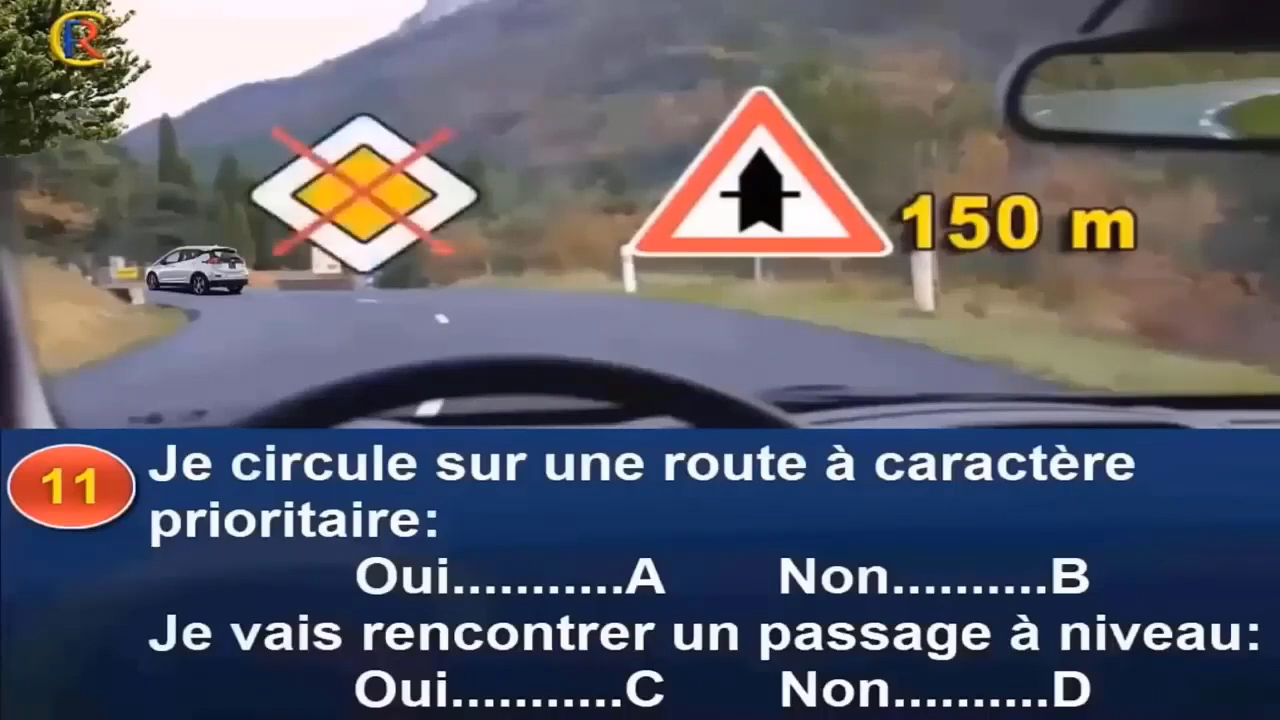 CR
150 m
11 Je circule sur une route à caractère
prioritaire:
Oui...........A Non..........B
Je vais rencontrer un passage à niveau:
Oui...........C Non..........D